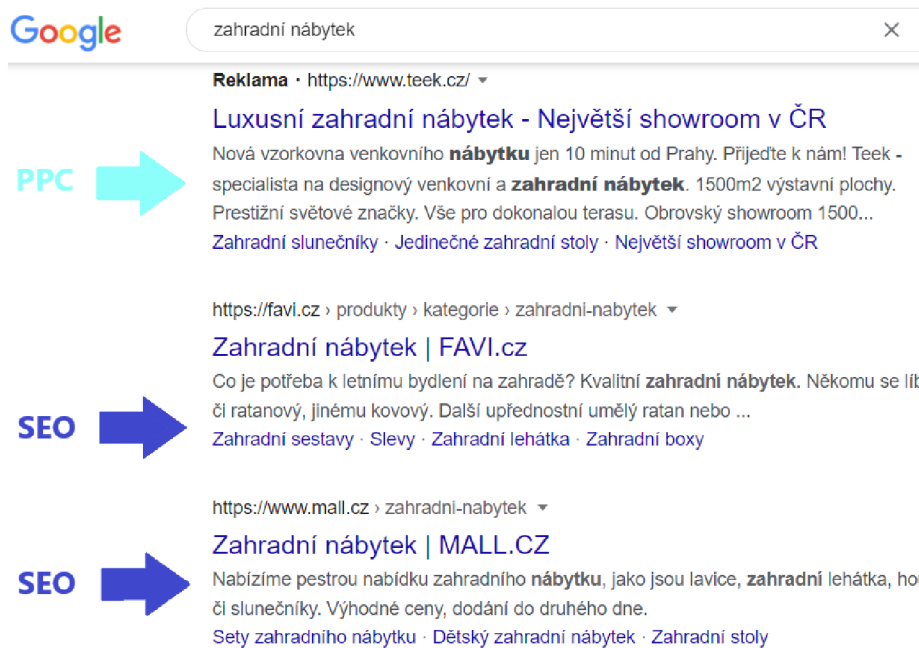 Google zahradní nábytek
Reklama · https://www.teek.cz/
Luxusní zahradní nábytek - Největší showroom v ČR
Nová vzorkovna venkovního nábytku jen 10 minut od Prahy. Přijeďte k nám! Teek -
PPC specialista na designový venkovní a zahradní nábytek. 1500m2 výstavní plochy.
Prestižní světové značky. Vše pro dokonalou terasu. Obrovský showroom 1500...
Zahradní slunečníky · Jedinečné zahradní stoly · Největší showroom v ČR
https://favi.cz › produkty › kategorie › zahradni-nabytek
Zahradní nábytek | FAVI.cz
Co je potřeba k letnímu bydlení na zahradě? Kvalitní zahradní nábytek. Někomu se
či ratanový, jinému kovový. Další upřednostní umělý ratan nebo ...
SEO Zahradní sestavy · Slevy · Zahradní lehátka · Zahradní boxy
https://www.mall.cz › zahradni-nabytek
Zahradní nábytek | MALL.CZ
SEO Nabízíme pestrou nabídku zahradního nábytku, jako jsou lavice, zahradní lehátka,
či slunečníky. Výhodné ceny, dodání do druhého dne.
Sety zahradního nábytku · Dětský zahradní nábytek · Zahradní stoly